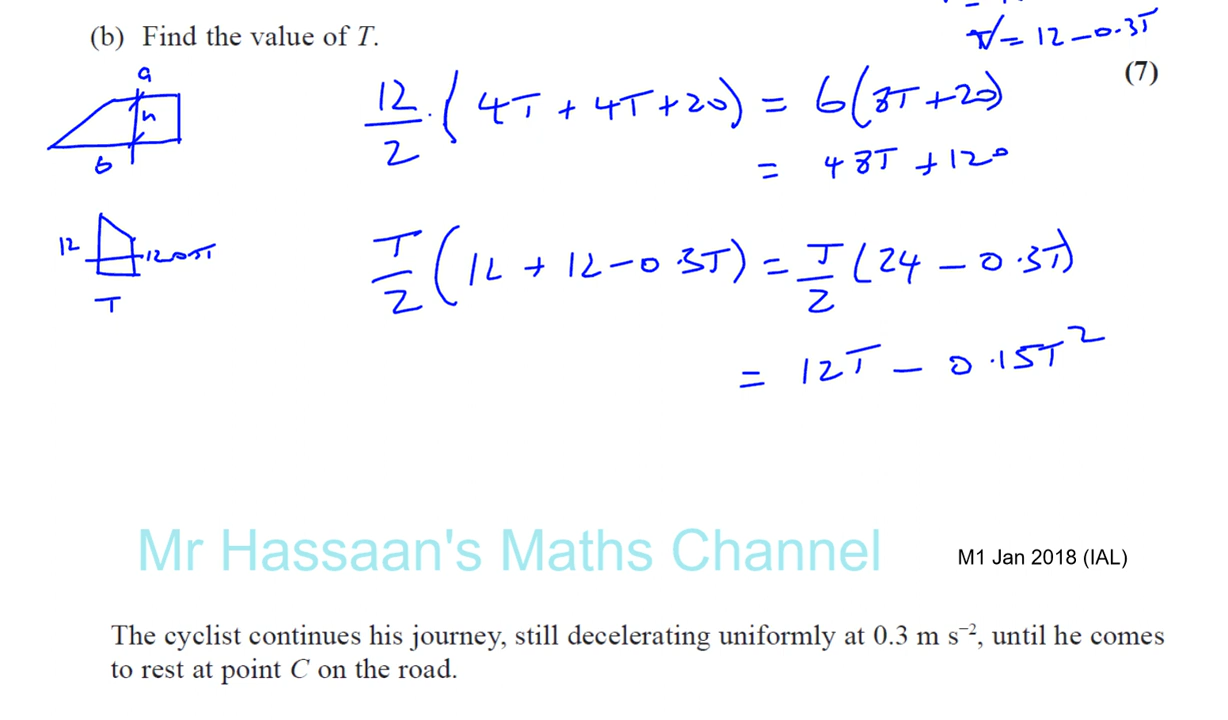 V = 12 - 0.3T
(b) Find the value of T.
(7)
a
h
b
12/2 . ( 4T + 4T + 20) = 6(8T + 20)
= 48T + 120
12
12-0.3T
T
T/2 (12 + 12 - 0.3T) = T/2 (24 - 0.3T)
= 12T - 0.15T²
Mr Hassaan's Maths Channel
M1 Jan 2018 (IAL)
The cyclist continues his journey, still decelerating uniformly at 0.3 m s⁻², until he comes
to rest at point C on the road.